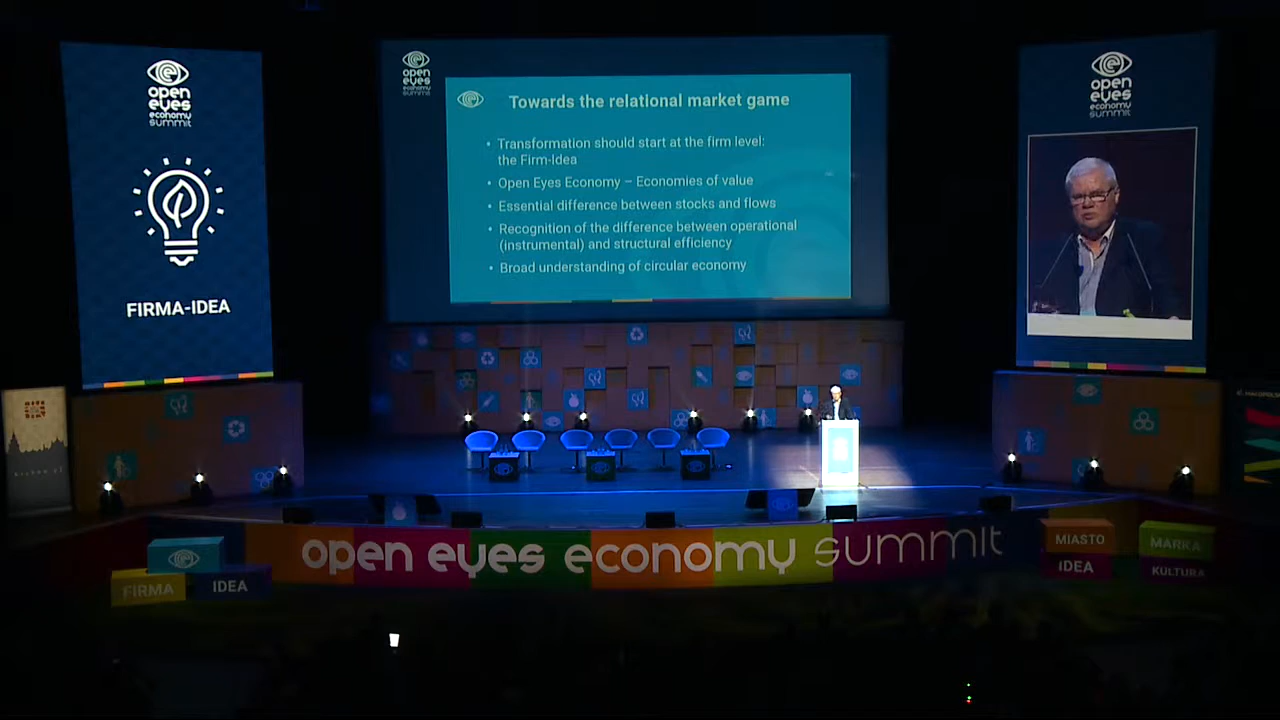 open
eyes
economy
summit
FIRMA-IDEA
open
eyes
economy
summit
Towards the relational market game
• Transformation should start at the firm level:
the Firm-Idea
• Open Eyes Economy – Economies of value
• Essential difference between stocks and flows
• Recognition of the difference between operational
(instrumental) and structural efficiency
• Broad understanding of circular economy
open
eyes
economy
summit
open eyes economy summit
FIRMA
IDEA
MIASTO
IDEA
MARKA
KULTURA